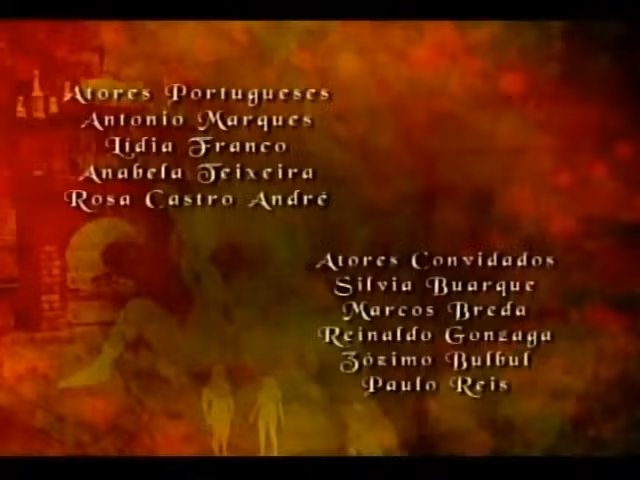 Atores Portugueses
Antonio Marques
Lídia Franco
Anabela Teixeira
Rosa Castro André
Atores Convidados
Silvia Buarque
Marcos Breda
Reinaldo Gonzaga
Zózimo Bulbul
Paulo Reis